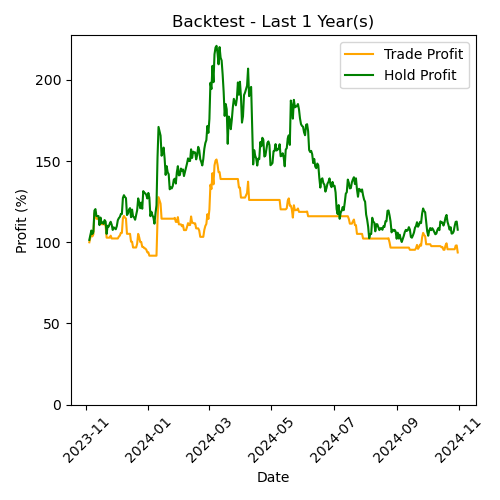 Backtest - Last 1 Year(s)
Trade Profit
Hold Profit
Profit (%)
200
150
100
50
0
2023-11
2024-01
2024-03
2024-05
2024-07
2024-09
2024-11
Date